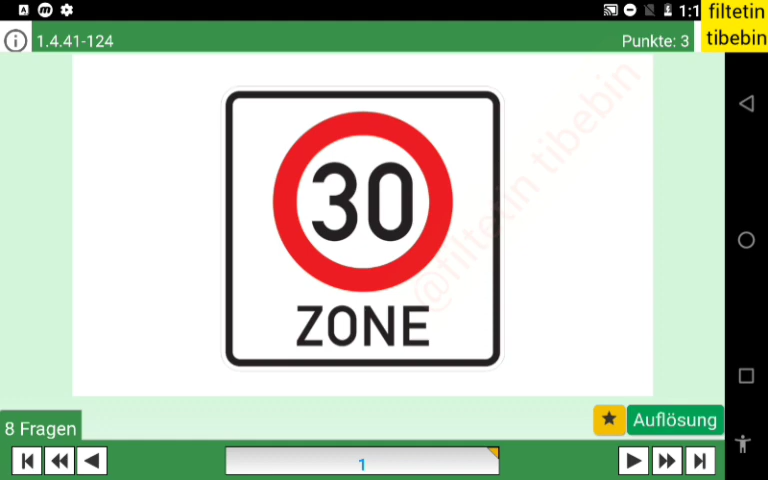 1:1
filtetin
tibebin
1.4.41-124
Punkte: 3
30
ZONE
@filtetin tibebin
8 Fragen
Auflösung
1